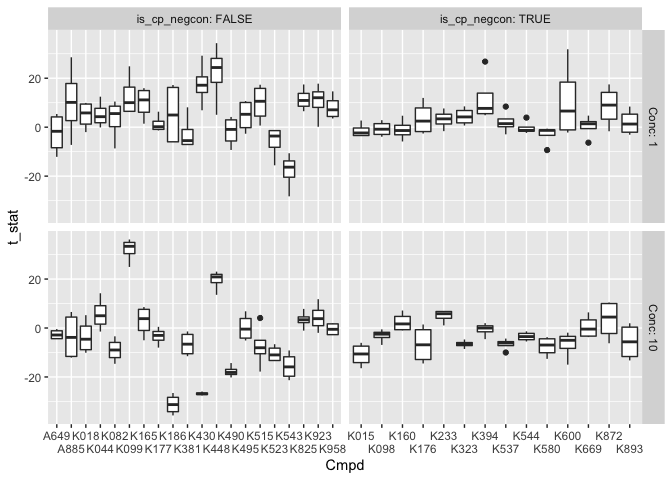 is_cp_negcon: FALSE
is_cp_negcon: TRUE
20
0
-20
Conc: 1
t_stat
20
0
-20
Conc: 10
A649 K018 K082 K165 K186 K430 K490 K515 K543 K923
A885 K044 K099 K177 K381 K448 K495 K523 K825 K958
K015 K160 K233 K394 K544 K600 K872
K098 K176 K323 K537 K580 K669 K893
Cmpd